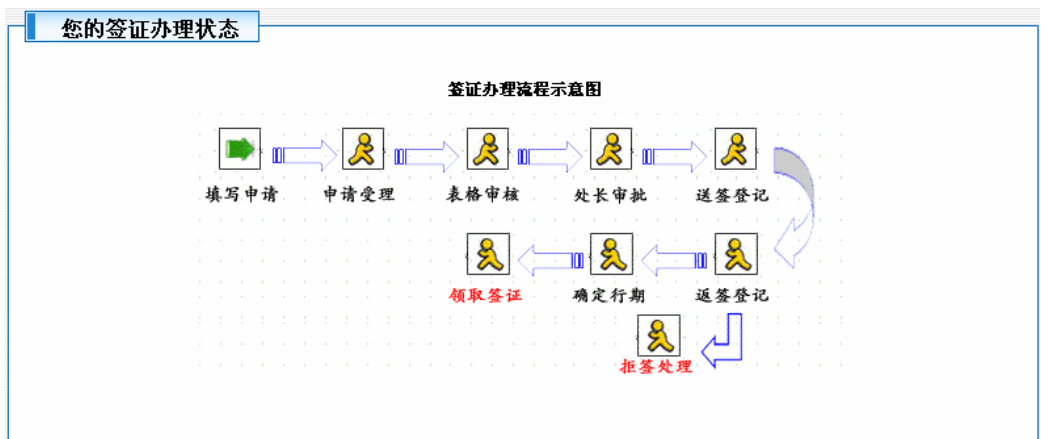 您的签证办理状态
签证办理流程示意图
填写申请 申请受理 表格审核 处长审批 送签登记
领取签证 确定行期 返签登记
拒签处理